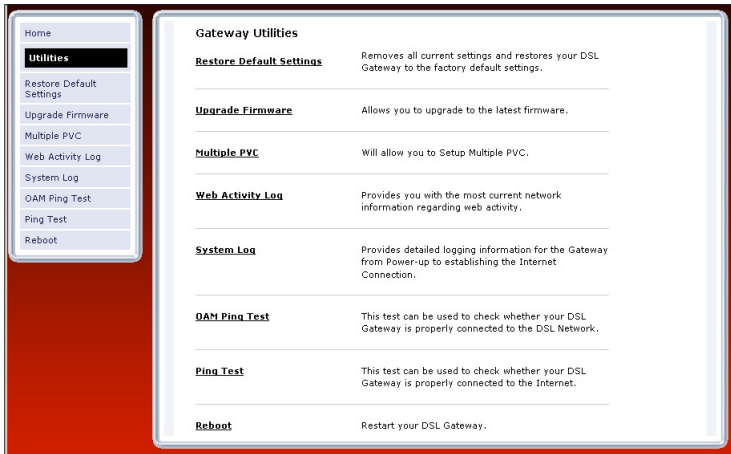 Home
Utilities
Restore Default
Settings
Upgrade Firmware
Multiple PVC
Web Activity Log
System Log
OAM Ping Test
Ping Test
Reboot
Gateway Utilities
Restore Default Settings
Removes all current settings and restores your DSL
Gateway to the factory default settings.
Upgrade Firmware
Allows you to upgrade to the latest firmware.
Multiple PVC
Will allow you to Setup Multiple PVC.
Web Activity Log
Provides you with the most current network
information regarding web activity.
System Log
Provides detailed logging information for the Gateway
from Power-up to establishing the Internet
Connection.
OAM Ping Test
This test can be used to check whether your DSL
Gateway is properly connected to the DSL Network.
Ping Test
This test can be used to check whether your DSL
Gateway is properly connected to the Internet.
Reboot
Restart your DSL Gateway.